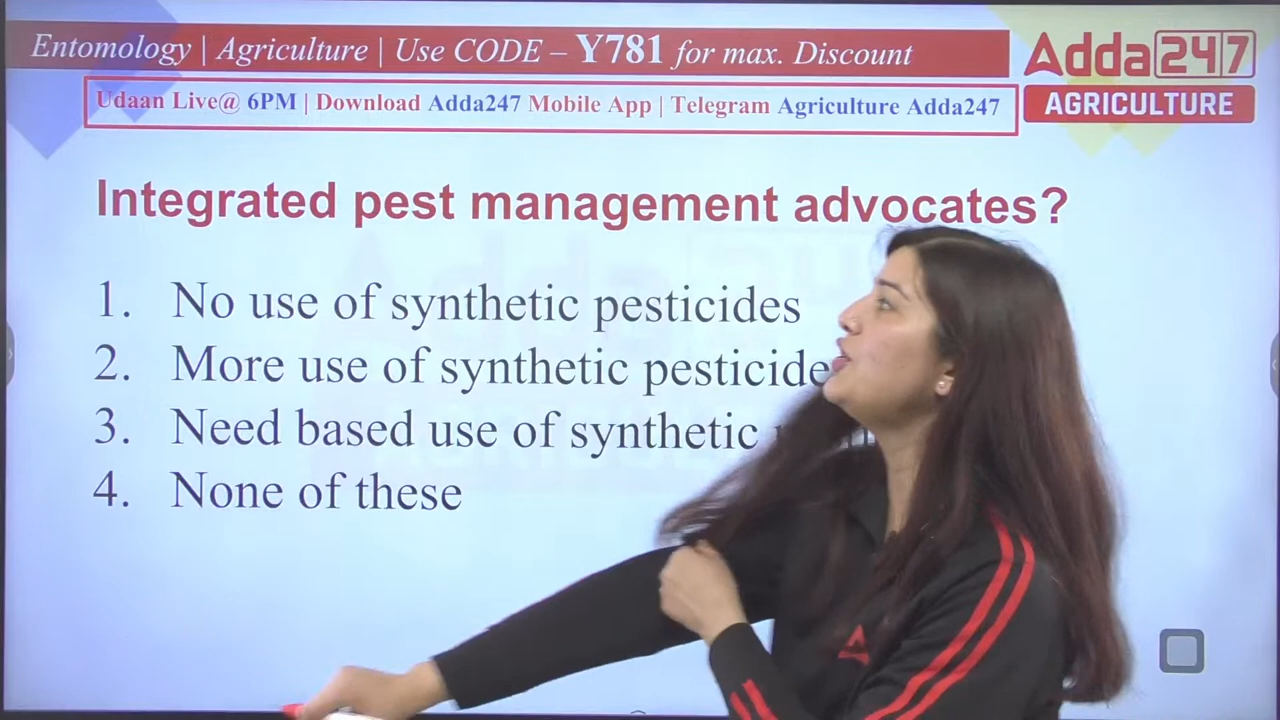 Entomology | Agriculture | Use CODE – Y781 for max. Discount
Adda247
Udaan Live@ 6PM | Download Adda247 Mobile App | Telegram Agriculture Adda247
AGRICULTURE
Integrated pest management advocates?
1. No use of synthetic pesticides
2. More use of synthetic
3. Need based use of synthetic
4. None of these